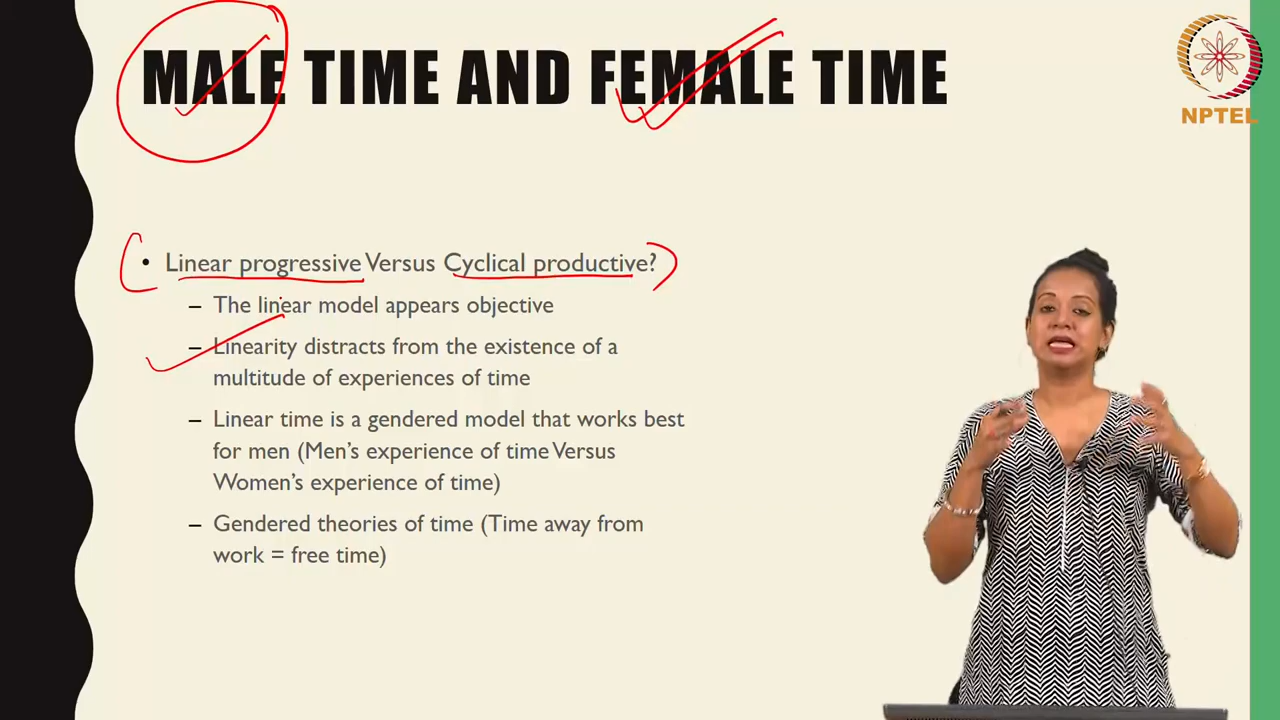 MALE TIME AND FEMALE TIME
NPTEL
• Linear progressive Versus Cyclical productive?
– The linear model appears objective
– Linearity distracts from the existence of a
multitude of experiences of time
– Linear time is a gendered model that works best
for men (Men's experience of time Versus
Women's experience of time)
– Gendered theories of time (Time away from
work = free time)